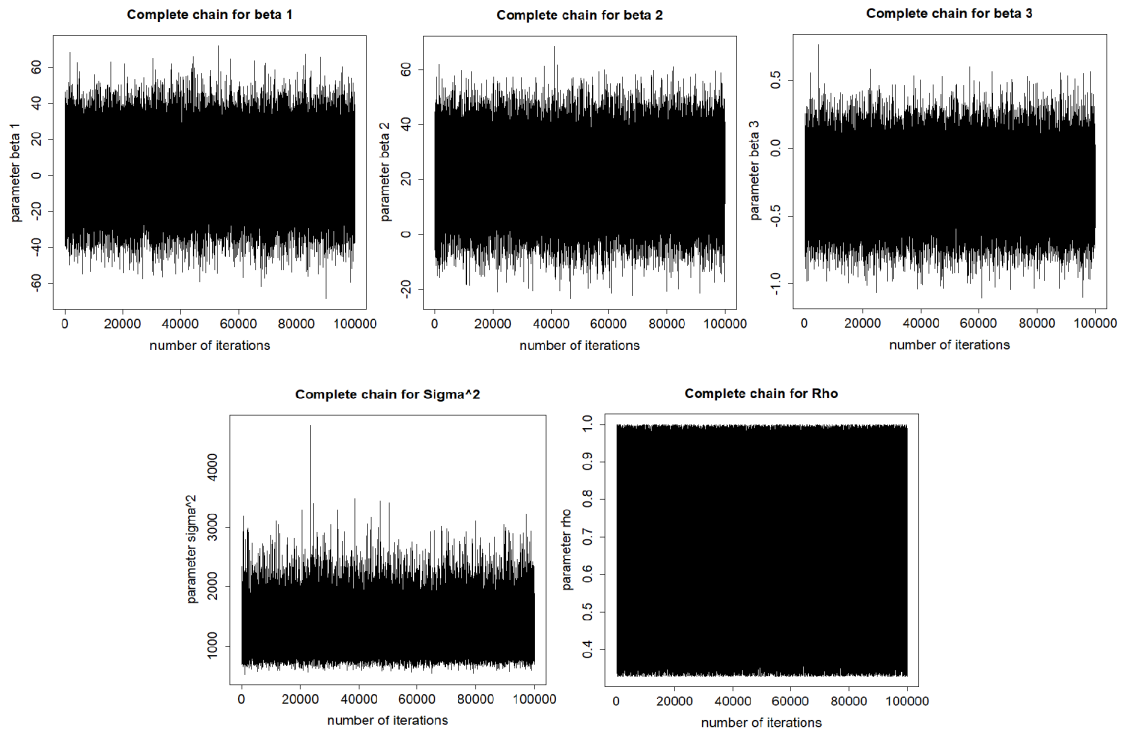 Complete chain for beta 1
parameter beta 1
60
40
20
0
-20
-40
-60
0 20000 40000 60000 80000 100000
number of iterations
Complete chain for beta 2
parameter beta 2
60
40
20
0
-20
0 20000 40000 60000 80000 100000
number of iterations
Complete chain for beta 3
parameter beta 3
0.5
0.0
-0.5
-1.0
0 20000 40000 60000 80000 100000
number of iterations
Complete chain for Sigma^2
parameter sigma^2
4000
3000
2000
1000
0 20000 40000 60000 80000 100000
number of iterations
Complete chain for Rho
parameter rho
1.0
0.9
0.8
0.7
0.6
0.5
0.4
0 20000 40000 60000 80000 100000
number of iterations